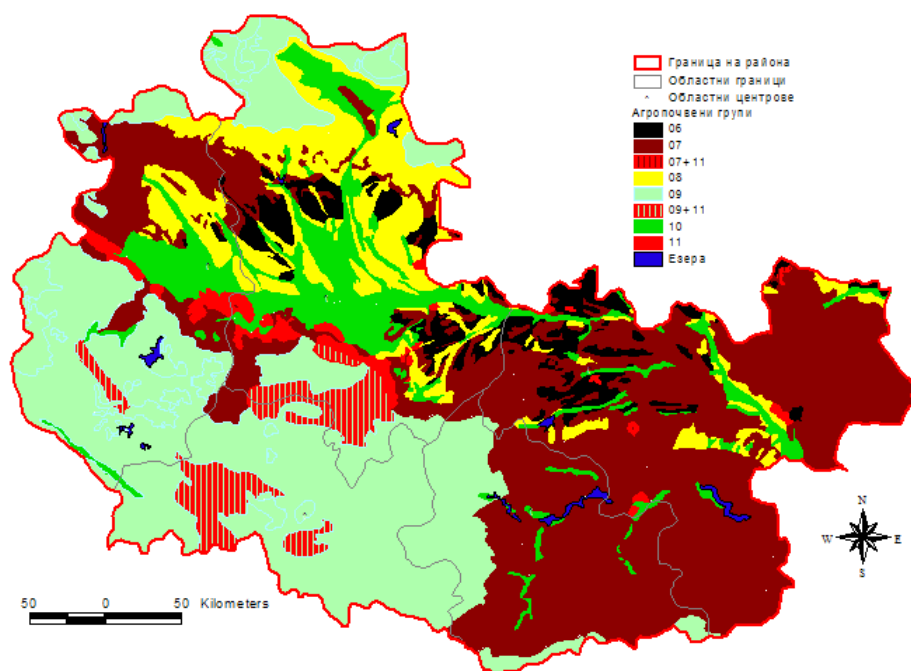 Граница на района
Областни граници
Областни центрове
Агропочвени групи
06
07
07+11
08
09
09+11
10
11
Езера
N
W E
S
50 0 50 Kilometers